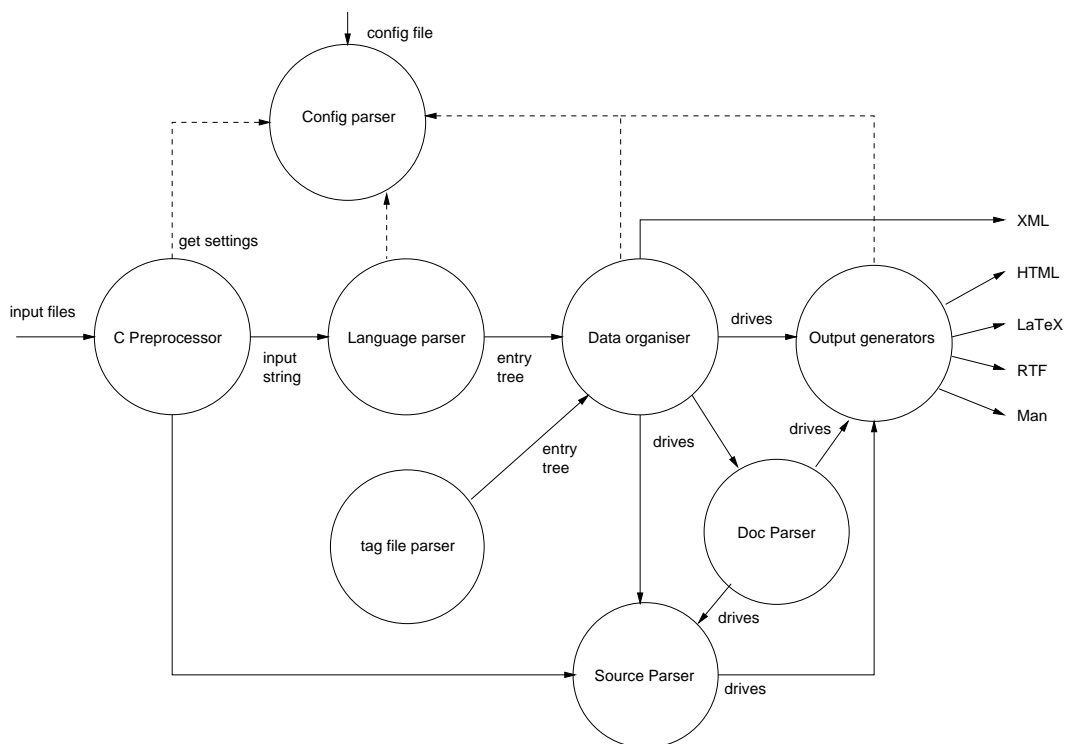 config file
Config parser
get settings
XML
HTML
input files
C Preprocessor
Language parser
Data organiser
drives
Output generators
LaTeX
input
string
entry
tree
RTF
Man
drives
drives
entry
tree
tag file parser
Doc Parser
drives
Source Parser
drives